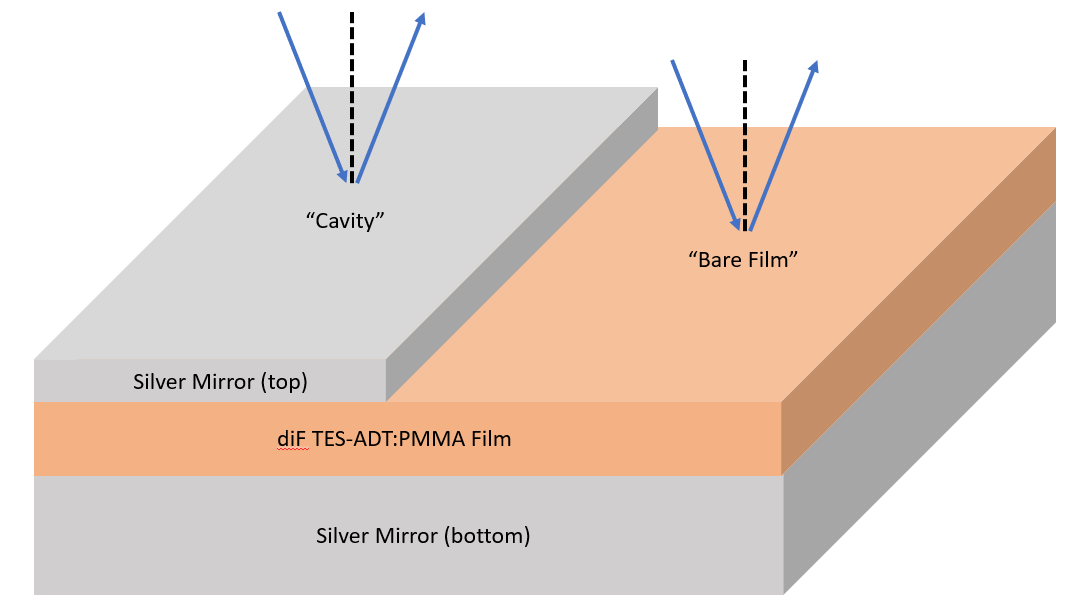 “Cavity”
“Bare Film”
Silver Mirror (top)
diF TES-ADT:PMMA Film
Silver Mirror (bottom)